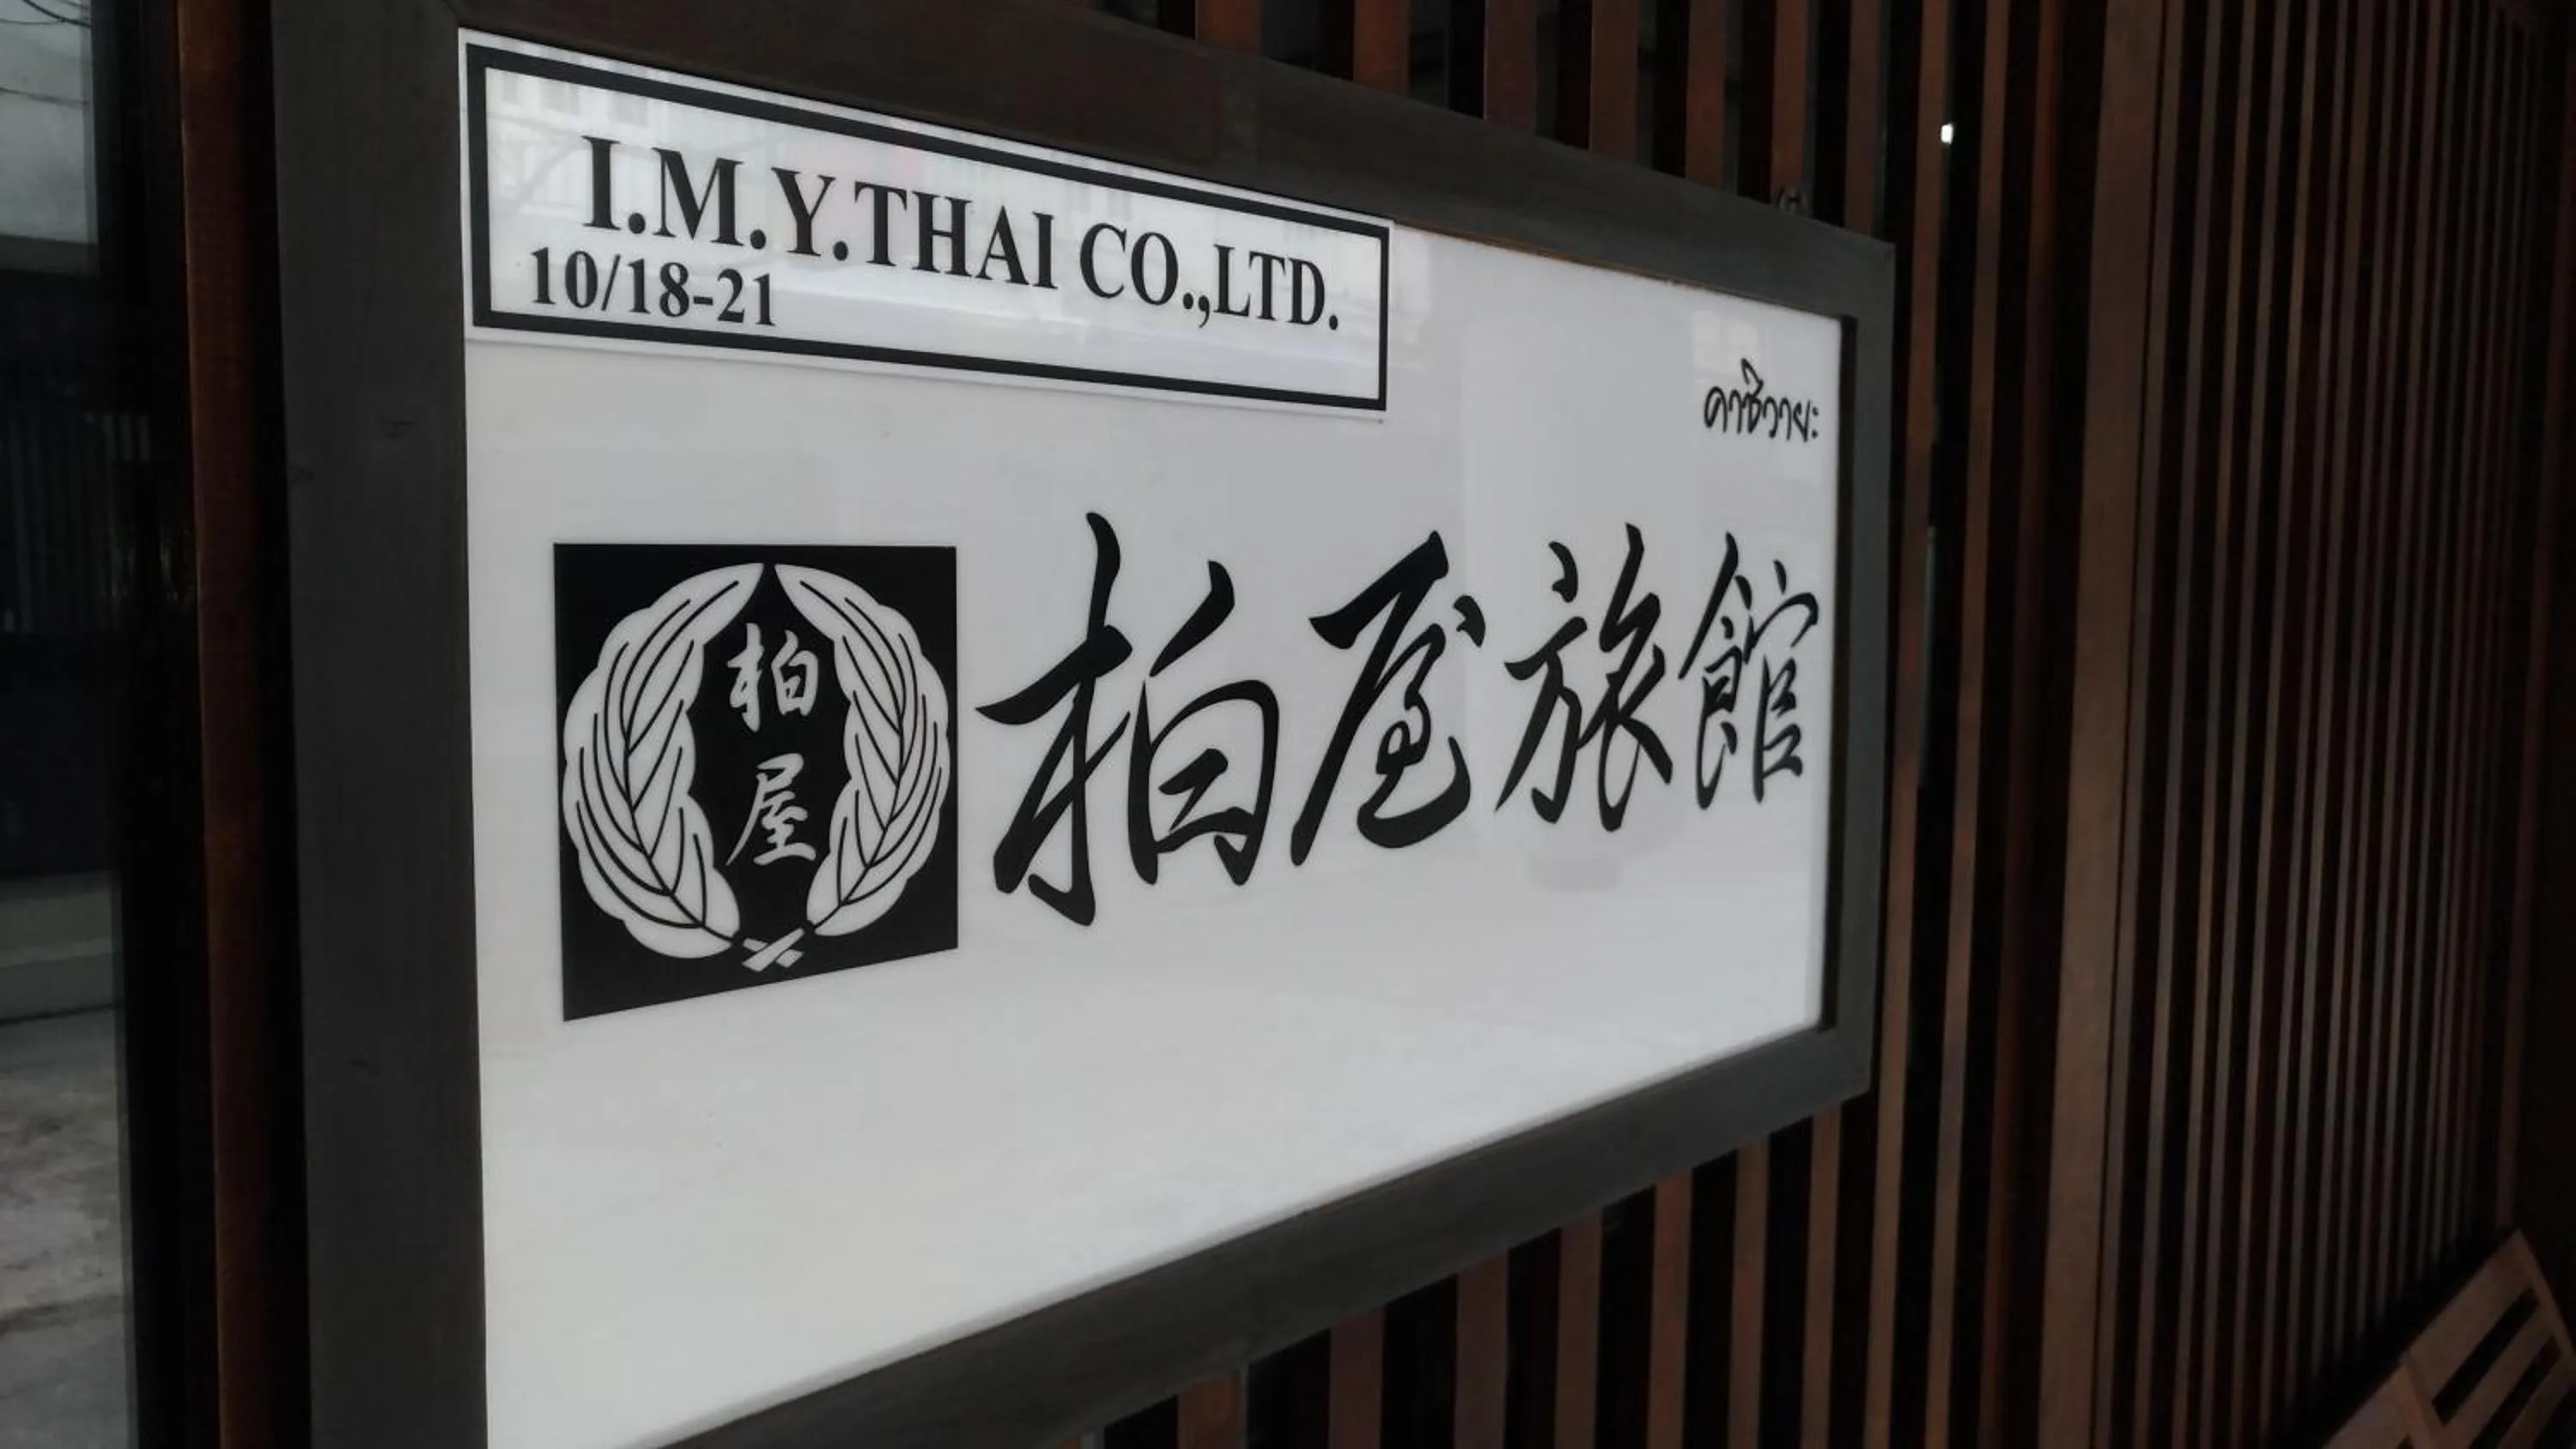 I.M.Y.THAI CO.,LTD.
10/18-21
คาชิวายะ
柏
屋
柏屋旅館